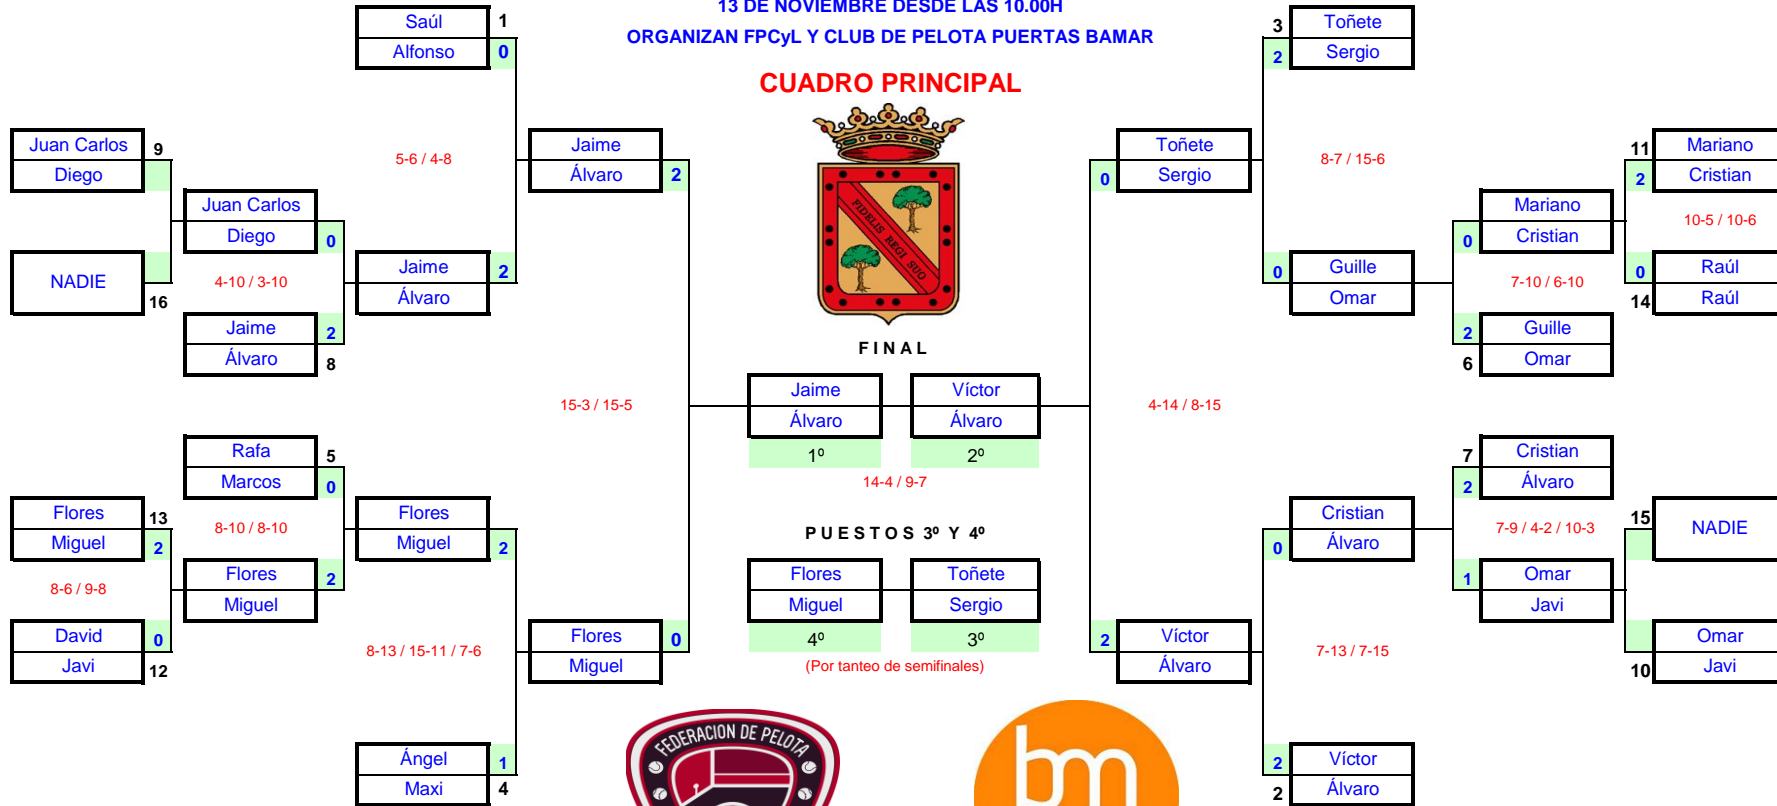 13 DE NOVIEMBRE DESDE LAS 10.00H
ORGANIZAN FPCyL Y CLUB DE PELOTA PUERTAS BAMAR
CUADRO PRINCIPAL
Saúl 1
Alfonso 0
5-6 / 4-8
Juan Carlos 9
Diego
NADIE
16
Juan Carlos
Diego 0
4-10 / 3-10
Jaime 2
Álvaro 8
Jaime 2
Álvaro
Jaime
Álvaro 2
15-3 / 15-5
Rafa 5
Marcos 0
8-10 / 8-10
Flores 13
Miguel 2
8-6 / 9-8
David 0
Javi 12
Flores 2
Miguel
Flores
Miguel 2
8-13 / 15-11 / 7-6
Flores 0
Miguel
Ángel 1
Maxi 4
FIDELIS REGI SUO
FINAL
Jaime Víctor
Álvaro Álvaro
1º 2º
14-4 / 9-7
PUESTOS 3º Y 4º
Flores Toñete
Miguel Sergio
4º 3º
(Por tanteo de semifinales)
FEDERACION DE PELOTA
bm
3 Toñete
2 Sergio
8-7 / 15-6
Toñete
0 Sergio
4-14 / 8-15
0 Guille
Omar
Mariano
0 Cristian
7-10 / 6-10
2 Guille
6 Omar
11 Mariano
2 Cristian
10-5 / 10-6
0 Raúl
14 Raúl
7 Cristian
2 Álvaro
7-9 / 4-2 / 10-3
1 Omar
Javi
15 NADIE
Omar
10 Javi
Cristian
0 Álvaro
7-13 / 7-15
2 Víctor
Álvaro
2 Víctor
2 Álvaro